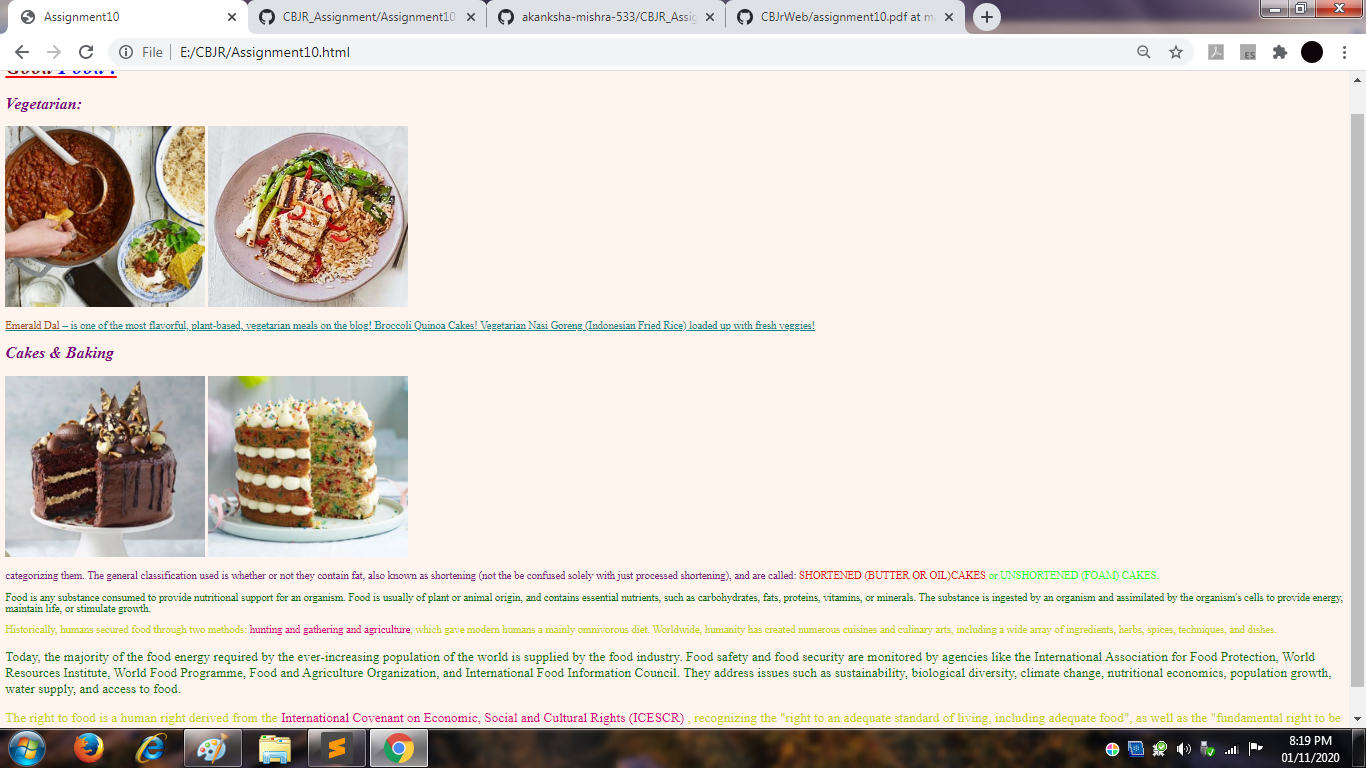 Assignment10
CBJR_Assignment/Assignment10
akanksha-mishra-533/CBJR_Assig
CBJrWeb/assignment10.pdf at m
File
E:/CBJR/Assignment10.html
ES
Good Food !
Vegetarian:
Emerald Dal – is one of the most flavorful, plant-based, vegetarian meals on the blog! Broccoli Quinoa Cakes! Vegetarian Nasi Goreng (Indonesian Fried Rice) loaded up with fresh veggies!
Cakes & Baking
categorizing them. The general classification used is whether or not they contain fat, also known as shortening (not the be confused solely with just processed shortening), and are called: SHORTENED (BUTTER OR OIL)CAKES or UNSHORTENED (FOAM) CAKES.
Food is any substance consumed to provide nutritional support for an organism. Food is usually of plant or animal origin, and contains essential nutrients, such as carbohydrates, fats, proteins, vitamins, or minerals. The substance is ingested by an organism and assimilated by the organism's cells to provide energy,
maintain life, or stimulate growth.
Historically, humans secured food through two methods: hunting and gathering and agriculture, which gave modern humans a mainly omnivorous diet. Worldwide, humanity has created numerous cuisines and culinary arts, including a wide array of ingredients, herbs, spices, techniques, and dishes.
Today, the majority of the food energy required by the ever-increasing population of the world is supplied by the food industry. Food safety and food security are monitored by agencies like the International Association for Food Protection, World
Resources Institute, World Food Programme, Food and Agriculture Organization, and International Food Information Council. They address issues such as sustainability, biological diversity, climate change, nutritional economics, population growth,
water supply, and access to food.
The right to food is a human right derived from the International Covenant on Economic, Social and Cultural Rights (ICESCR) , recognizing the "right to an adequate standard of living, including adequate food", as well as the "fundamental right to be
8:19 PM
01/11/2020